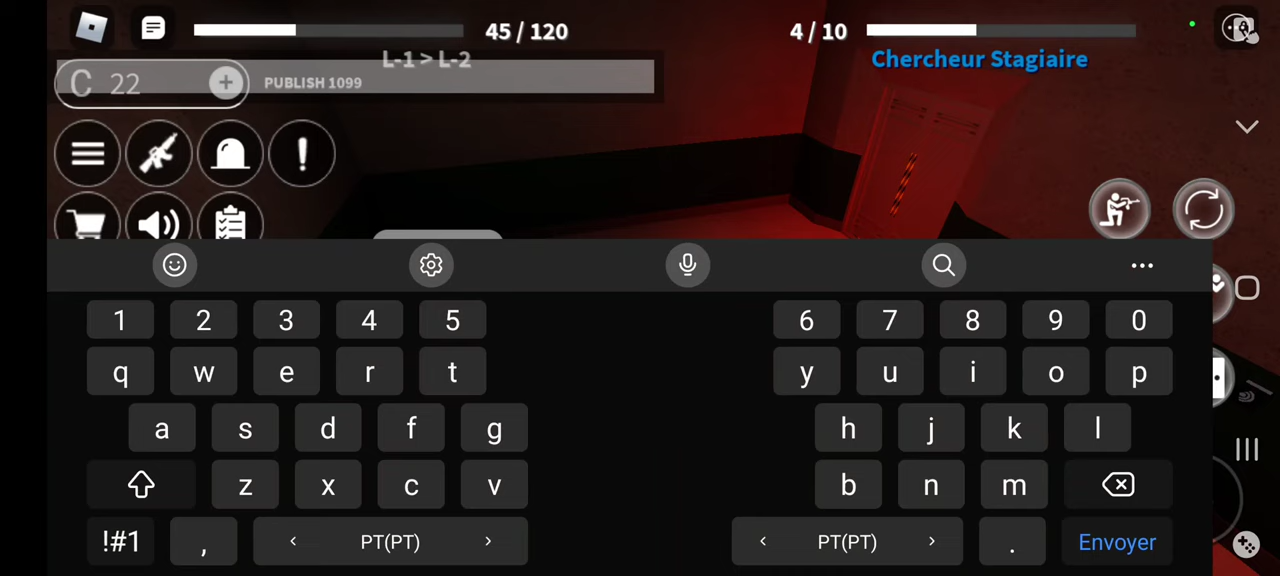 45 / 120
4 / 10
L-1 > L-2
Chercheur Stagiaire
C 22 +
PUBLISH 1099
1 2 3 4 5 6 7 8 9 0
q w e r t y u i o p
a s d f g h j k l
z x c v b n m
!#1 , < PT(PT) > < PT(PT) > . Envoyer